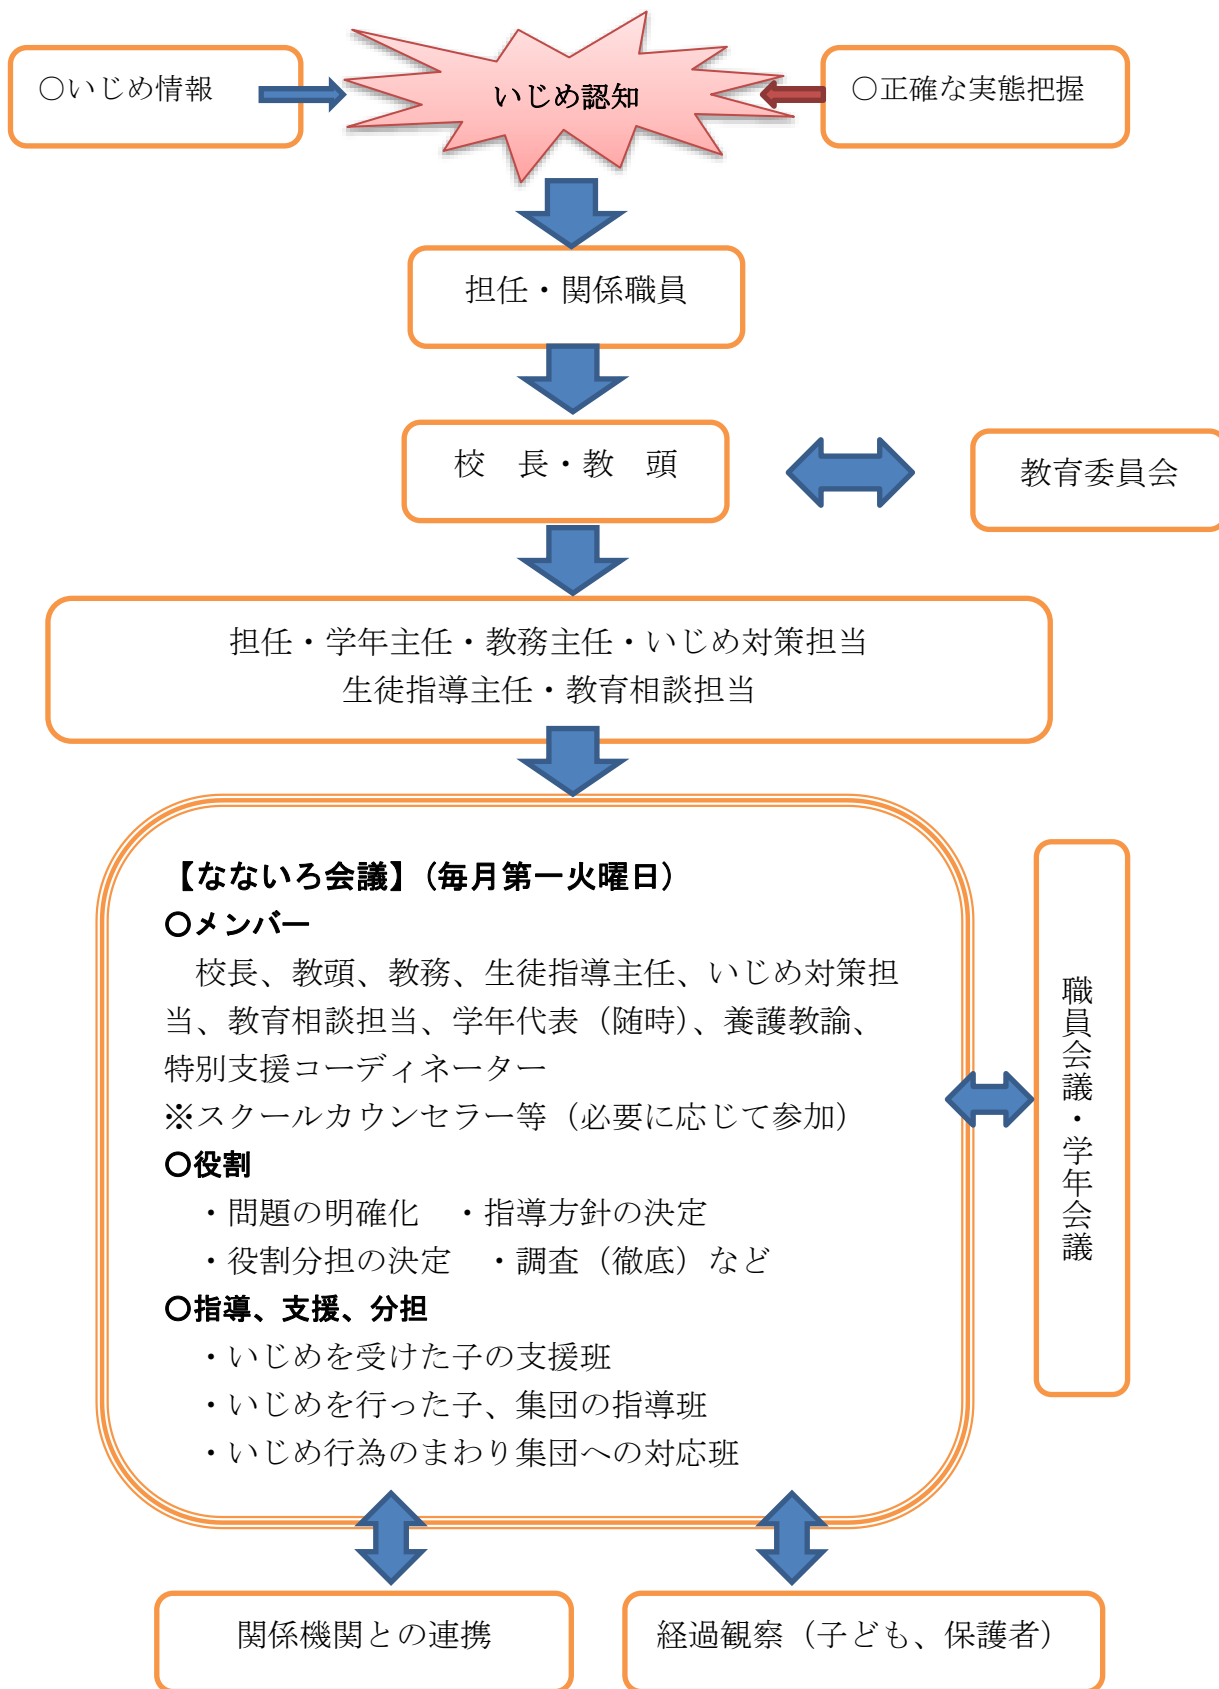 ○いじめ情報
いじめ認知
○正確な実態把握
担任・関係職員
校　長・教　頭
教育委員会
担任・学年主任・教務主任・いじめ対策担当
生徒指導主任・教育相談担当
【なないろ会議】（毎月第一火曜日）
○メンバー
　校長、教頭、教務、生徒指導主任、いじめ対策担
当、教育相談担当、学年代表（随時）、養護教諭、
特別支援コーディネーター
※スクールカウンセラー等（必要に応じて参加）
○役割
・問題の明確化　・指導方針の決定
・役割分担の決定　・調査（徹底）など
○指導、支援、分担
・いじめを受けた子の支援班
・いじめを行った子、集団の指導班
・いじめ行為のまわり集団への対応班
職員会議・学年会議
関係機関との連携
経過観察（子ども、保護者）